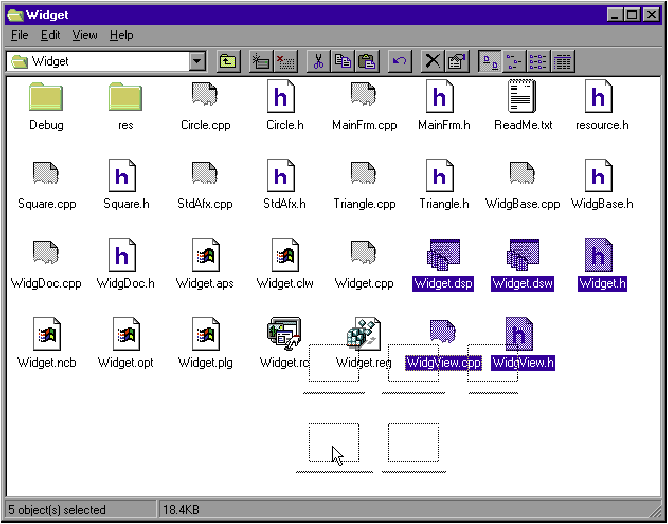 Widget
File Edit View Help
Widget
Debug res Circle.cpp Circle.h MainFrm.cpp MainFrm.h ReadMe.txt resource.h
Square.cpp Square.h StdAfx.cpp StdAfx.h Triangle.cpp Triangle.h WidgBase.cpp WidgBase.h
WidgDoc.cpp WidgDoc.h Widget.aps Widget.clw Widget.cpp Widget.dsp Widget.dsw Widget.h
Widget.ncb Widget.opt Widget.plg Widget.rc Widget.reg WidgView.cpp WidgView.h
5 object(s) selected 18.4KB